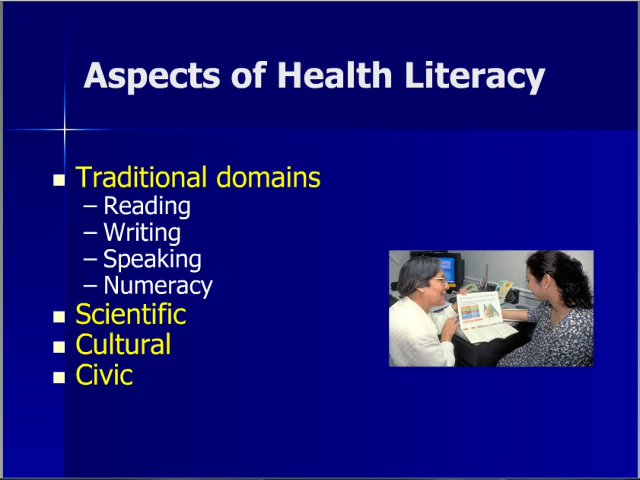 Aspects of Health Literacy
Traditional domains
– Reading
– Writing
– Speaking
– Numeracy
Scientific
Cultural
Civic